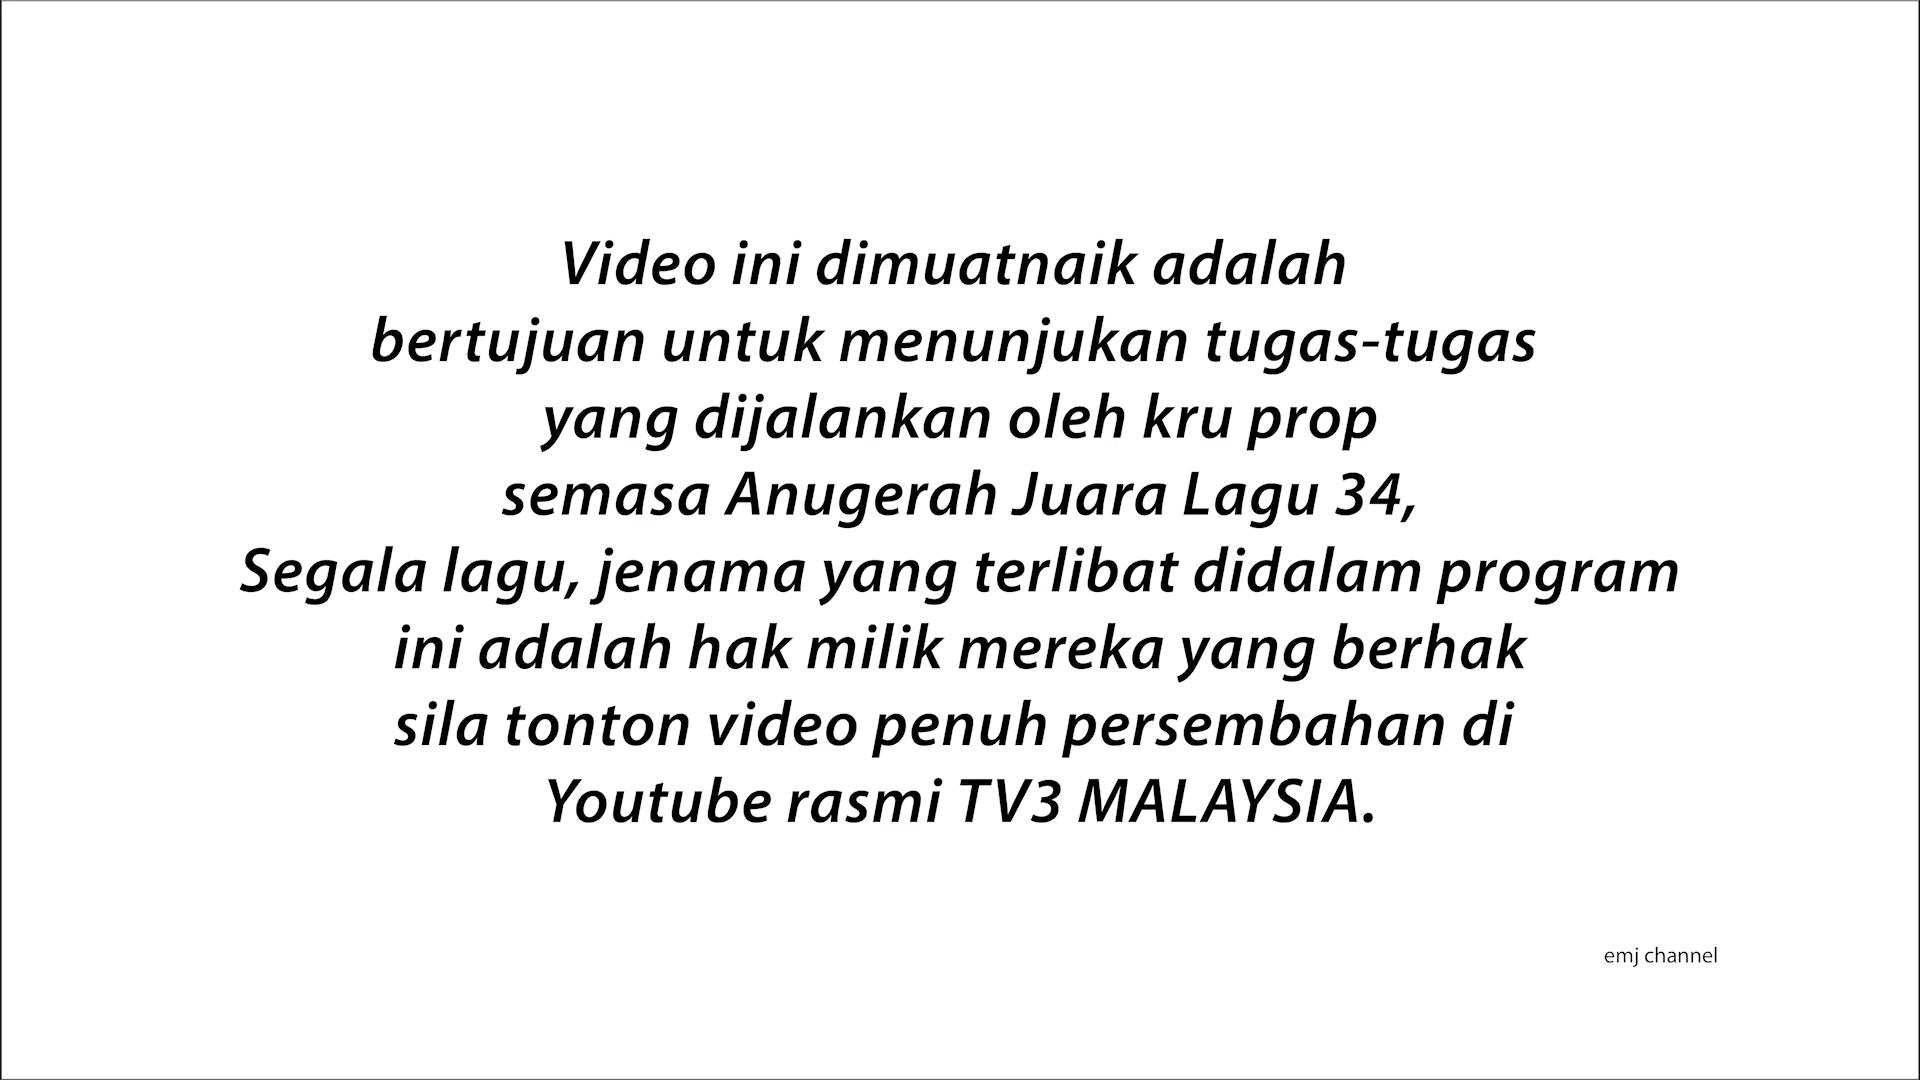 Video ini dimuatnaik adalah
bertujuan untuk menunjukan tugas-tugas
yang dijalankan oleh kru prop
semasa Anugerah Juara Lagu 34,
Segala lagu, jenama yang terlibat didalam program
ini adalah hak milik mereka yang berhak
sila tonton video penuh persembahan di
Youtube rasmi TV3 MALAYSIA.
emj channel